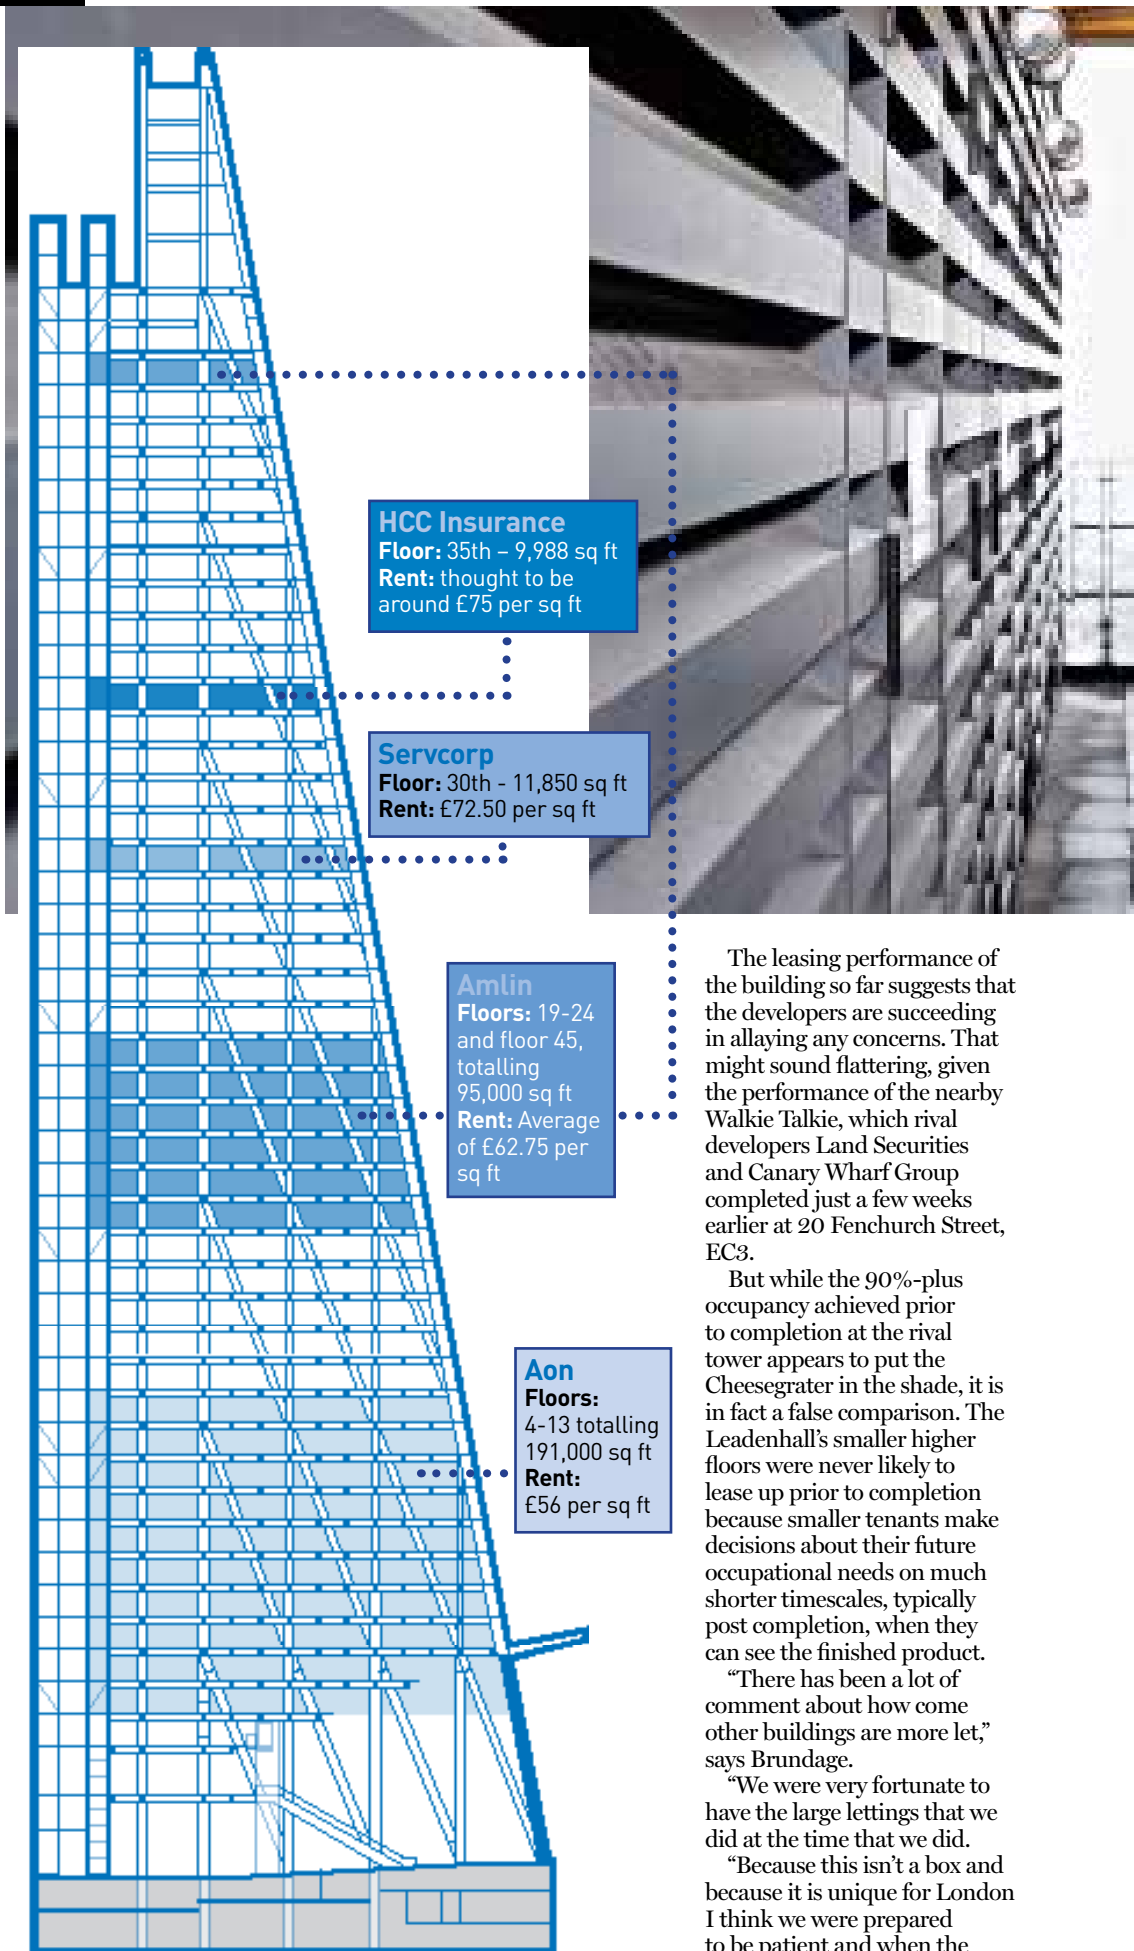 HCC Insurance
Floor: 35th – 9,988 sq ft
Rent: thought to be
around £75 per sq ft
Servcorp
Floor: 30th - 11,850 sq ft
Rent: £72.50 per sq ft
Amlin
Floors: 19-24
and floor 45,
totalling
95,000 sq ft
Rent: Average
of £62.75 per
sq ft
Aon
Floors:
4-13 totalling
191,000 sq ft
Rent:
£56 per sq ft
The leasing performance of
the building so far suggests that
the developers are succeeding
in allaying any concerns. That
might sound flattering, given
the performance of the nearby
Walkie Talkie, which rival
developers Land Securities
and Canary Wharf Group
completed just a few weeks
earlier at 20 Fenchurch Street,
EC3.
But while the 90%-plus
occupancy achieved prior
to completion at the rival
tower appears to put the
Cheesegrater in the shade, it is
in fact a false comparison. The
Leadenhall’s smaller higher
floors were never likely to
lease up prior to completion
because smaller tenants make
decisions about their future
occupational needs on much
shorter timescales, typically
post completion, when they
can see the finished product.
“There has been a lot of
comment about how come
other buildings are more let,”
says Brundage.
“We were very fortunate to
have the large lettings that we
did at the time that we did.
“Because this isn’t a box and
because it is unique for London
I think we were prepared
to be patient and when the